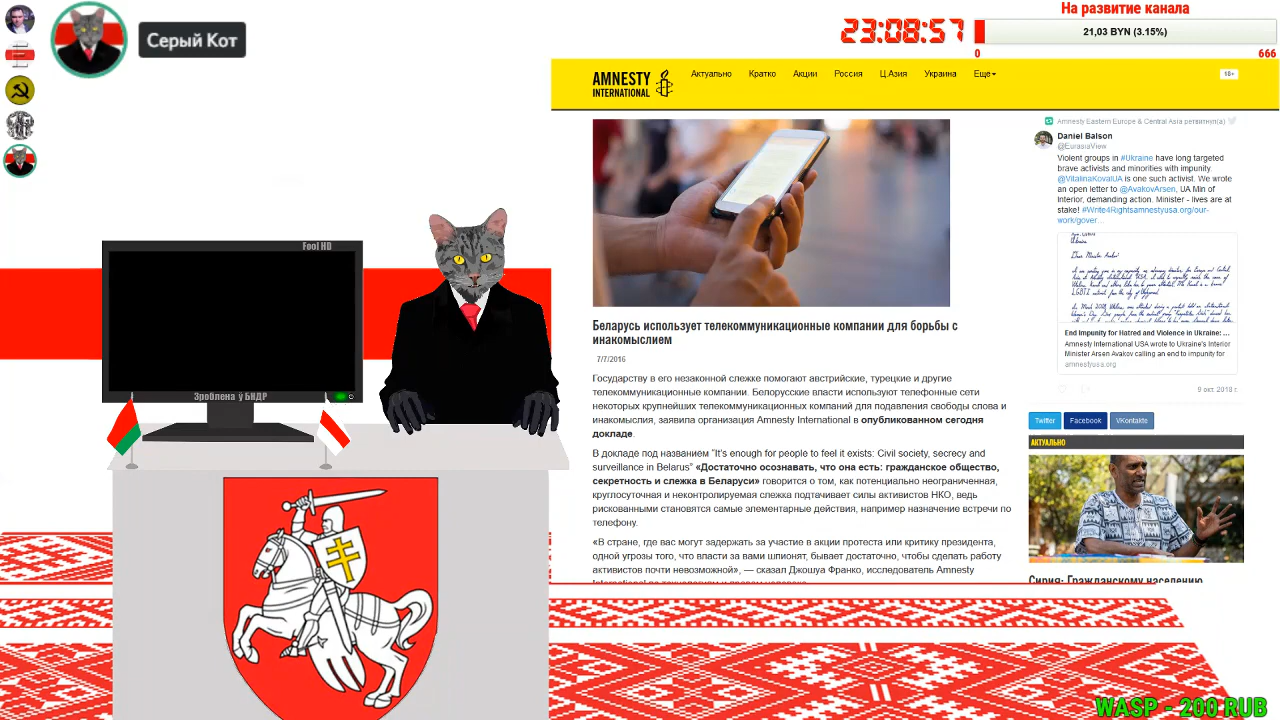 Серый Кот
23:08:57
На развитие канала
21,03 BYN (3.15%)
0
666
AMNESTY
INTERNATIONAL
Актуально
Кратко
Акции
Россия
Ц.Азия
Украина
Еще
18+
Fool HD
Зроблена ў БНДР
Беларусь использует телекоммуникационные компании для борьбы с
инакомыслием
7/7/2016
Государству в его незаконной слежке помогают австрийские, турецкие и другие
телекоммуникационные компании. Белорусские власти используют телефонные сети
некоторых крупнейших телекоммуникационных компаний для подавления свободы слова и
инакомыслия, заявила организация Amnesty International в опубликованном сегодня
докладе.
В докладе под названием "It's enough for people to feel it exists: Civil society, secrecy and
surveillance in Belarus" «Достаточно осознавать, что она есть: гражданское общество,
секретность и слежка в Беларуси» говорится о том, как потенциально неограниченная,
круглосуточная и неконтролируемая слежка подтачивает силы активистов НКО, ведь
рискованными становятся самые элементарные действия, например назначение встречи по
телефону.
«В стране, где вас могут задержать за участие в акции протеста или критику президента,
одной угрозы того, что власти за вами шпионят, бывает достаточно, чтобы сделать работу
активистов почти невозможной», — сказал Джошуа Франко, исследователь Amnesty
Amnesty Eastern Europe & Central Asia ретвитнул(а)
Daniel Balson
@EurasiaView
Violent groups in #Ukraine have long targeted
brave activists and minorities with impunity.
@VitalinaKovalUA is one such activist. We wrote
an open letter to @AvakovArsen, UA Min of
Interior, demanding action. Minister - lives are at
stake! #Write4Rightsamnestyusa.org/our-
work/gover…
End Impunity for Hatred and Violence in Ukraine: ...
Amnesty International USA wrote to Ukraine's Interior
Minister Arsen Avakov calling an end to impunity for
amnestyusa.org
9 окт. 2018 г.
Twitter
Facebook
VKontakte
АКТУАЛЬНО
Сирия: Гражданскому населению
WASP - 200 RUB